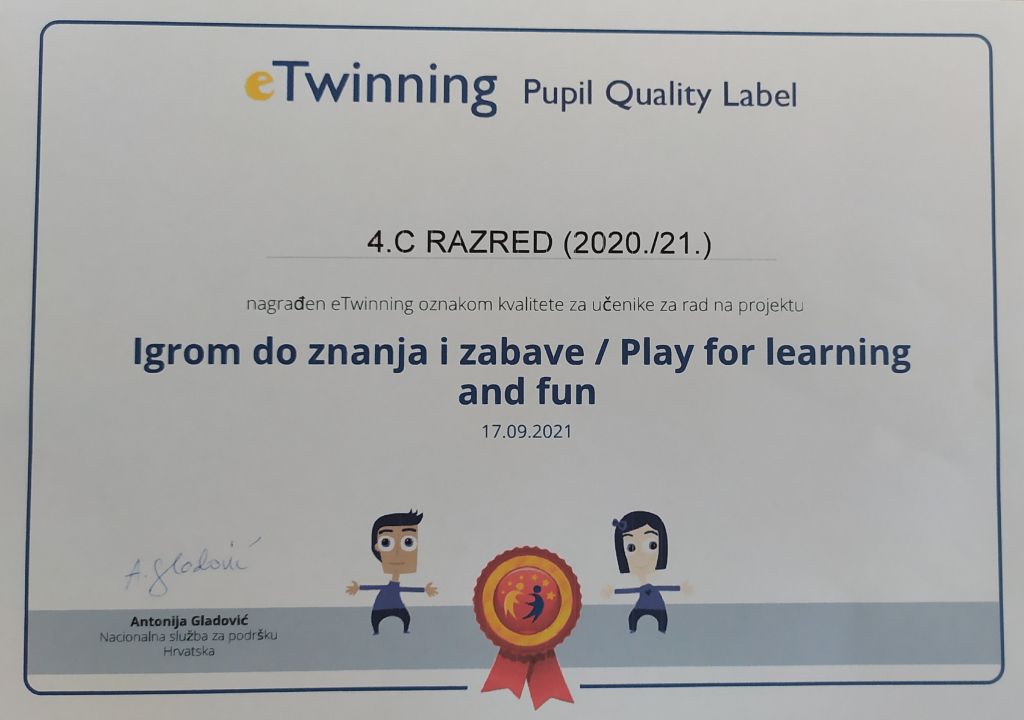 eTwinning Pupil Quality Label
4.C RAZRED (2020./21.)
nagrađen eTwinning oznakom kvalitete za učenike za rad na projektu
Igrom do znanja i zabave / Play for learning
and fun
17.09.2021
A. Gladović
Antonija Gladović
Nacionalna služba za podršku
Hrvatska